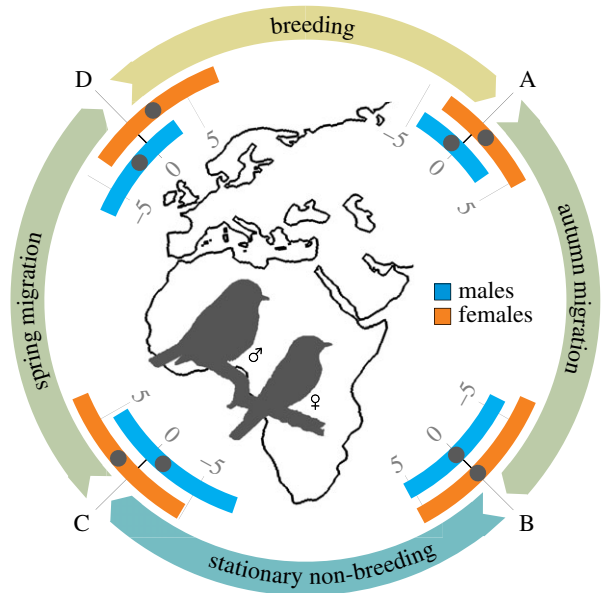 breeding
D
A
5
0
−5
−5
0
5
spring migration
autumn migration
males
females
♂
♀
5
0
−5
−5
0
5
C
B
stationary non-breeding